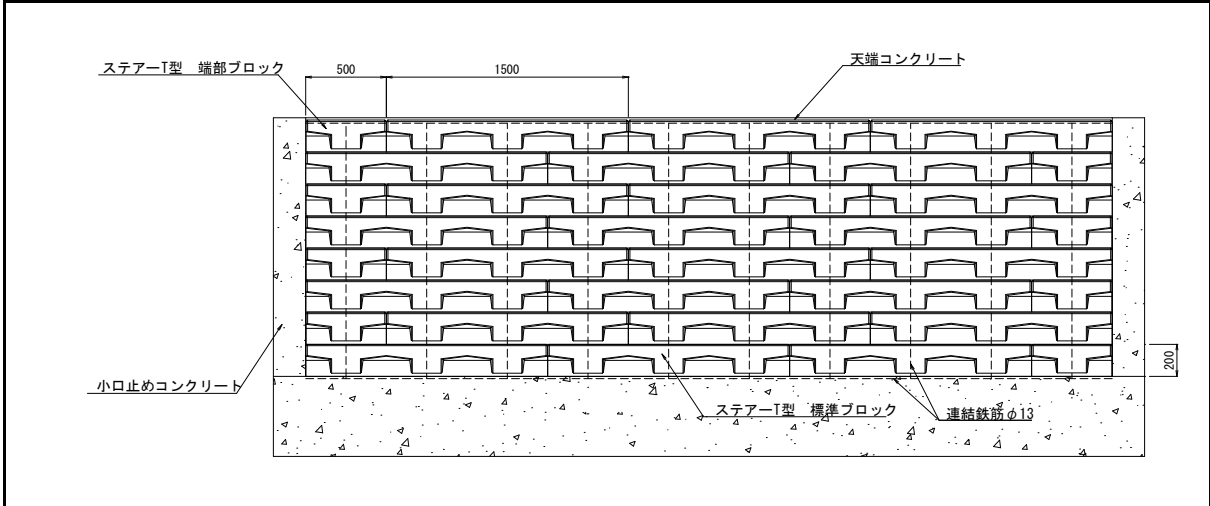 天端コンクリート
ステアーT型　端部ブロック
500
1500
200
小口止めコンクリート
ステアーT型　標準ブロック
連結鉄筋φ13